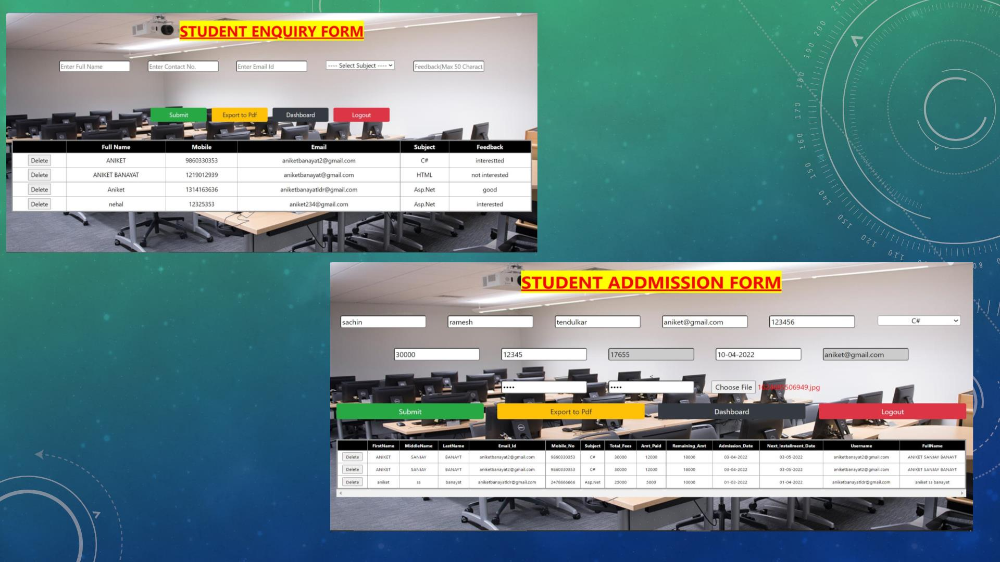 STUDENT ENQUIRY FORM
Enter Full Name Enter Contact No. Enter Email Id ---- Select Subject ---- Feedback(Max 50 Charact
Submit Export to Pdf Dashboard Logout
Full Name Mobile Email Subject Feedback
Delete ANIKET 9860330353 aniketbanayat2@gmail.com C# interestted
Delete ANIKET BANAYAT 1219012939 aniketbanayat@gmail.com HTML not interested
Delete Aniket 1314163636 aniketbanayatldr@gmail.com Asp.Net good
Delete nehal 12325353 aniket234@gmail.com Asp.Net interested
STUDENT ADDMISSION FORM
sachin ramesh tendulkar aniket@gmail.com 123456 C#
30000 12345 17655 10-04-2022 aniket@gmail.com
<
•••• •••• Choose File
Submit Export to Pdf Dashboard Logout
FirstName MiddleName LastName Email_Id Mobile_No Subject Total_Fees Amt_Paid Remaining_Amt Admission_Date Next_Installment_Date Username FullName
Delete ANIKET SANJAY BANAYT aniketbanayat2@gmail.com 9860330353 C# 30000 12000 18000 03-04-2022 03-05-2022 aniketbanayat2@gmail.com ANIKET SANJAY BANAYT
Delete ANIKET SANJAY BANAYT aniketbanayat2@gmail.com 9860330353 C# 30000 12000 18000 03-04-2022 03-05-2022 aniketbanayat2@gmail.com ANIKET SANJAY BANAYT
Delete aniket ss banayat aniketbanayatldr@gmail.com 2478666666 Asp.Net 25000 5000 10000 01-03-2022 01-04-2022 aniketbanayatldr@gmail.com aniket ss banayat
210
200
190
180
170
160
150
140
130
120
110
80